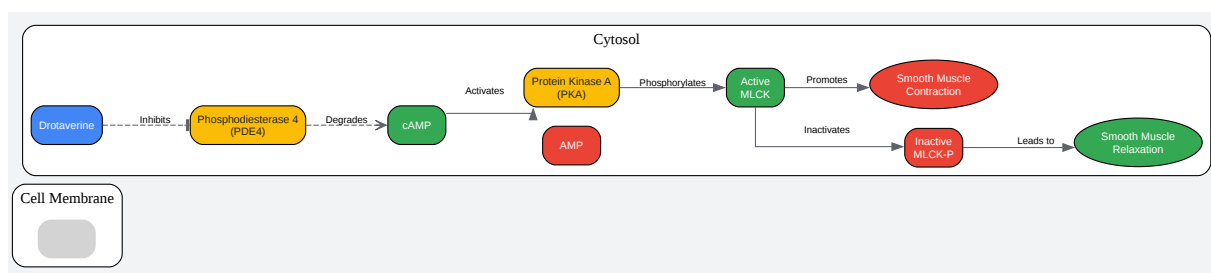 Cytosol
Drotaverine
Inhibits
Phosphodiesterase 4
(PDE4)
Degrades
cAMP
Activates
Protein Kinase A
(PKA)
AMP
Phosphorylates
Active
MLCK
Promotes
Smooth Muscle
Contraction
Inactivates
Inactive
MLCK-P
Leads to
Smooth Muscle
Relaxation
Cell Membrane